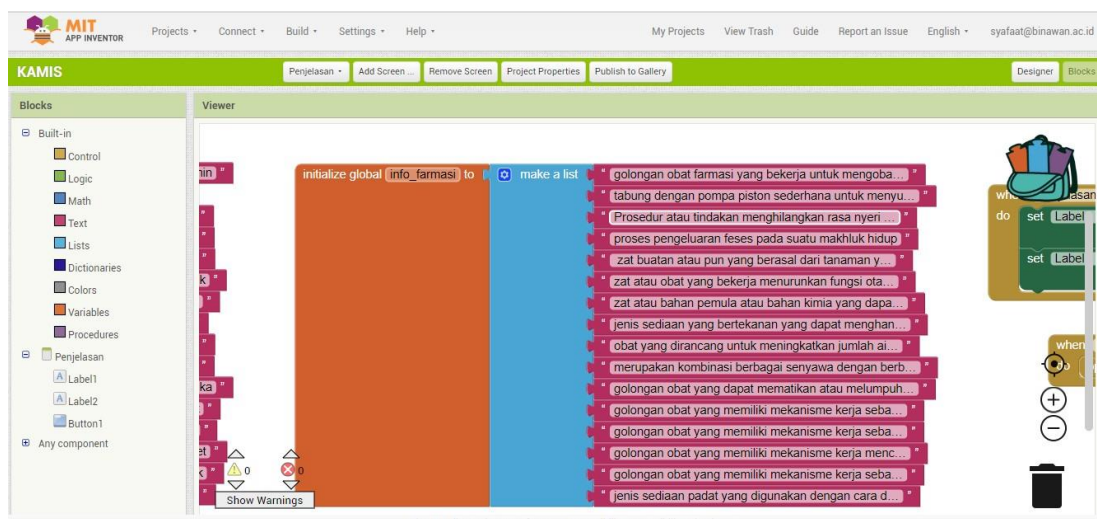 MIT
APP INVENTOR
Projects
Connect
Build
Settings
Help
My Projects
View Trash
Guide
Report an Issue
English
syafaat@binawan.ac.id
KAMIS
Penjelasan
Add Screen ...
Remove Screen
Project Properties
Publish to Gallery
Designer
Blocks
Blocks
Viewer
Built-in
Control
Logic
Math
Text
Lists
Dictionaries
Colors
Variables
Procedures
Penjelasan
Label1
Label2
Button1
Any component
initialize global info_farmasi to make a list
" golongan obat farmasi yang bekerja untuk mengoba... "
" tabung dengan pompa piston sederhana untuk menyu... "
" Prosedur atau tindakan menghilangkan rasa nyeri ... "
" proses pengeluaran feses pada suatu makhluk hidup "
" zat buatan atau pun yang berasal dari tanaman y... "
" zat atau obat yang bekerja menurunkan fungsi ota... "
" zat atau bahan pemula atau bahan kimia yang dapa... "
" jenis sediaan yang bertekanan yang dapat menghan... "
" obat yang dirancang untuk meningkatkan jumlah ai... "
" merupakan kombinasi berbagai senyawa dengan berb... "
" golongan obat yang dapat mematikan atau melumpuh... "
" golongan obat yang memiliki mekanisme kerja seba... "
" golongan obat yang memiliki mekanisme kerja seba... "
" golongan obat yang memiliki mekanisme kerja menc... "
" golongan obat yang memiliki mekanisme kerja seba... "
" jenis sediaan padat yang digunakan dengan cara d... "
do set Label
set Label
when
do
0
0
Show Warnings